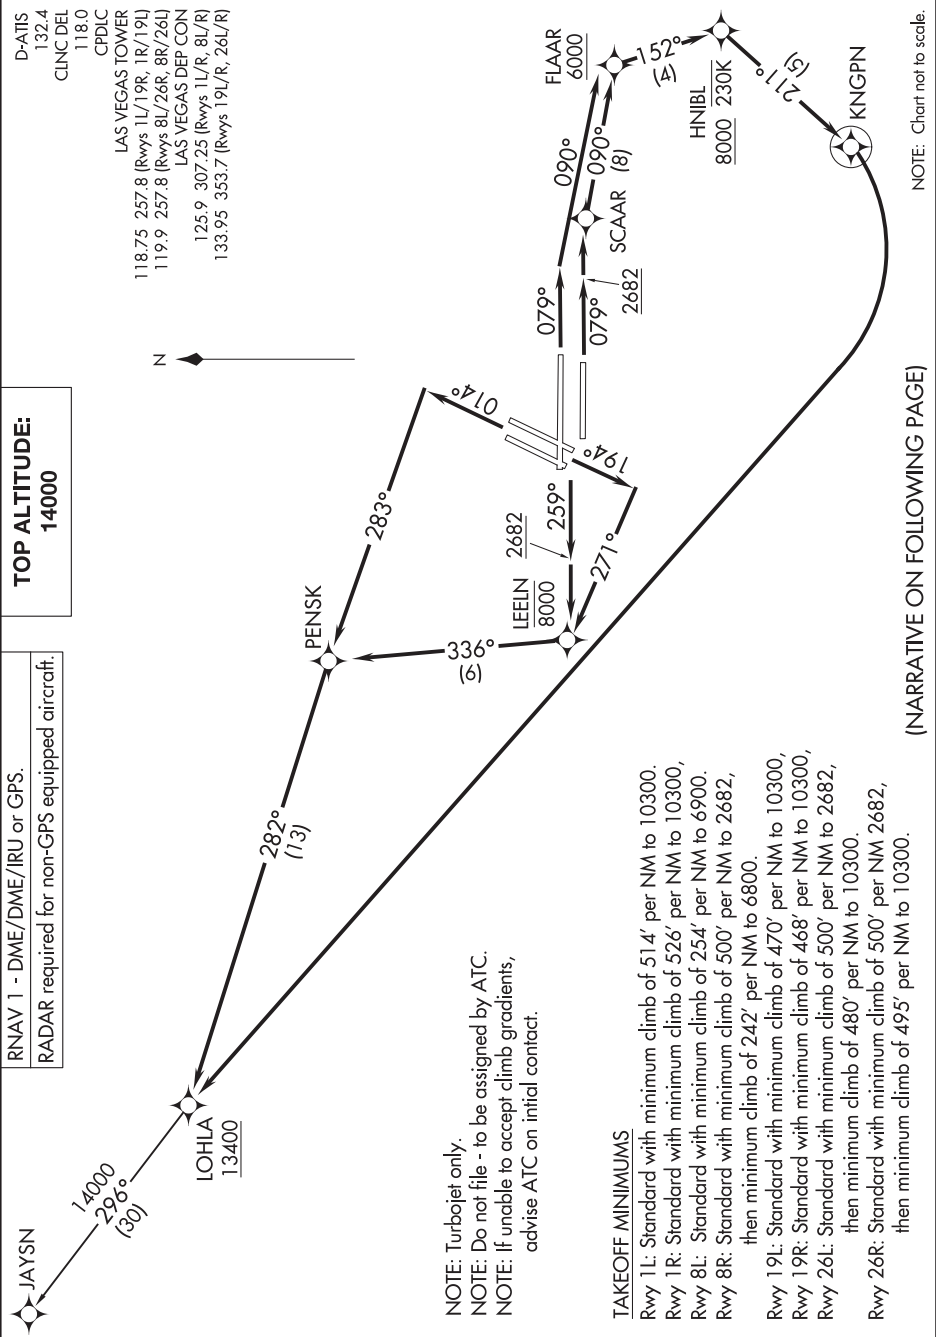 RNAV 1 - DME/DME/IRU or GPS.
RADAR required for non-GPS equipped aircraft.
TOP ALTITUDE:
14000
D-ATIS
132.4
CLNC DEL
118.0
CPDLC
LAS VEGAS TOWER
118.75 257.8 (Rwys 1L/19R, 1R/19L)
119.9 257.8 (Rwys 8L/26R, 8R/26L)
LAS VEGAS DEP CON
125.9 307.25 (Rwys 1L/R, 8L/R)
133.95 353.7 (Rwys 19L/R, 26L/R)
N
JAYSN
14000
296°
(30)
LOHLA
13400
282°
(13)
PENSK
283°
014°
336°
(6)
LEELN
8000
2682
259°
271°
194°
079°
079°
2682
090°
090°
(8)
SCAAR
FLAAR
6000
152°
(4)
HNIBL
8000 230K
211°
(5)
KNGPN
NOTE: Turbojet only.
NOTE: Do not file - to be assigned by ATC.
NOTE: If unable to accept climb gradients,
advise ATC on intial contact.
TAKEOFF MINIMUMS
Rwy 1L: Standard with minimum climb of 514' per NM to 10300.
Rwy 1R: Standard with minimum climb of 526' per NM to 10300,
Rwy 8L: Standard with minimum climb of 254' per NM to 6900.
Rwy 8R: Standard with minimum climb of 500' per NM to 2682,
then minimum climb of 242' per NM to 6800.
Rwy 19L: Standard with minimum climb of 470' per NM to 10300,
Rwy 19R: Standard with minimum climb of 468' per NM to 10300,
Rwy 26L: Standard with minimum climb of 500' per NM to 2682,
then minimum climb of 480' per NM to 10300.
Rwy 26R: Standard with minimum climb of 500' per NM 2682,
then minimum climb of 495' per NM to 10300.
(NARRATIVE ON FOLLOWING PAGE)
NOTE: Chart not to scale.